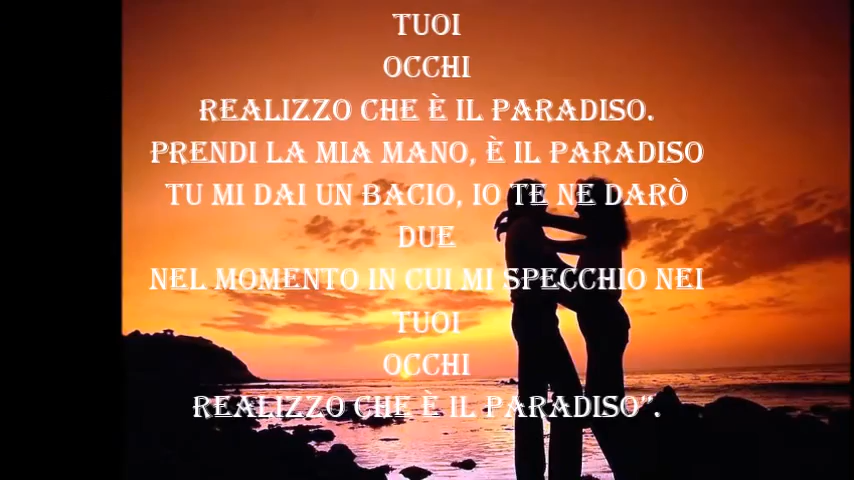 TUOI
OCCHI
REALIZZO CHE È IL PARADISO.
PRENDI LA MIA MANO, È IL PARADISO
TU MI DAI UN BACIO, IO TE NE DARÒ
DUE
NEL MOMENTO IN CUI MI SPECCHIO NEI
TUOI
OCCHI
REALIZZO CHE È IL PARADISO”.